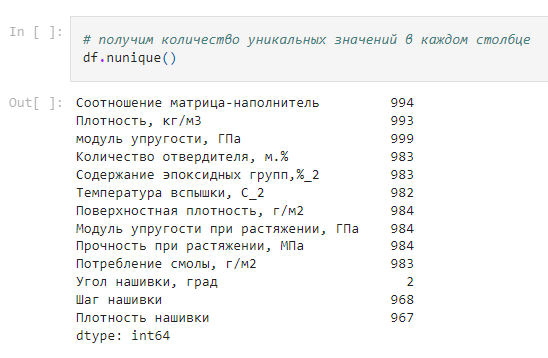 In [ ]:
# получим количество уникальных значений в каждом столбце
df.nunique()
Out[ ]:
Соотношение матрица-наполнитель 994
Плотность, кг/м3 993
модуль упругости, ГПа 999
Количество отвердителя, м.% 983
Содержание эпоксидных групп,%_2 983
Температура вспышки, С_2 982
Поверхностная плотность, г/м2 984
Модуль упругости при растяжении, ГПа 984
Прочность при растяжении, МПа 984
Потребление смолы, г/м2 983
Угол нашивки, град 2
Шаг нашивки 968
Плотность нашивки 967
dtype: int64